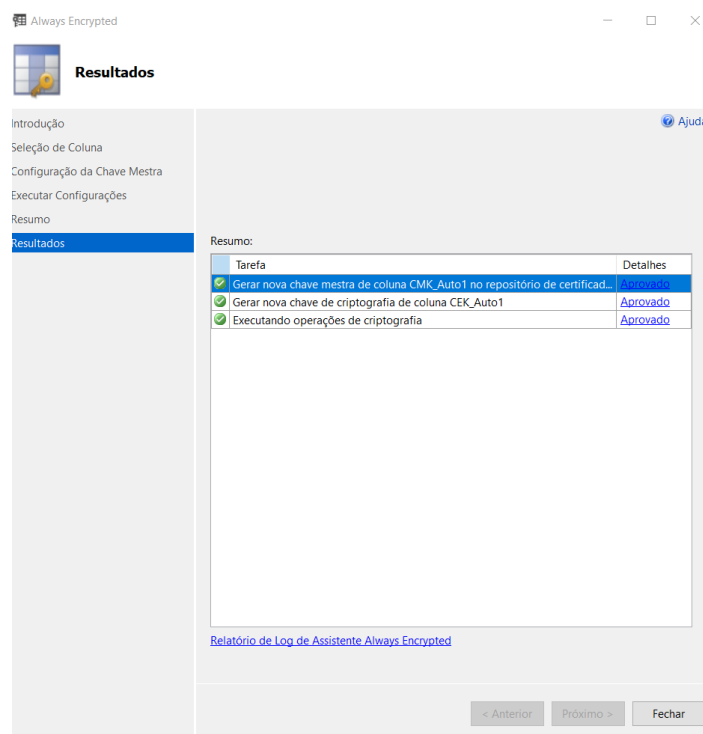 Always Encrypted
Resultados
Introdução
Seleção de Coluna
Configuração da Chave Mestra
Executar Configurações
Resumo
Resultados
Ajuda
Resumo:
Tarefa Detalhes
Gerar nova chave mestra de coluna CMK_Auto1 no repositório de certificad... Aprovado
Gerar nova chave de criptografia de coluna CEK_Auto1 Aprovado
Executando operações de criptografia Aprovado
Relatório de Log de Assistente Always Encrypted
< Anterior Próximo > Fechar